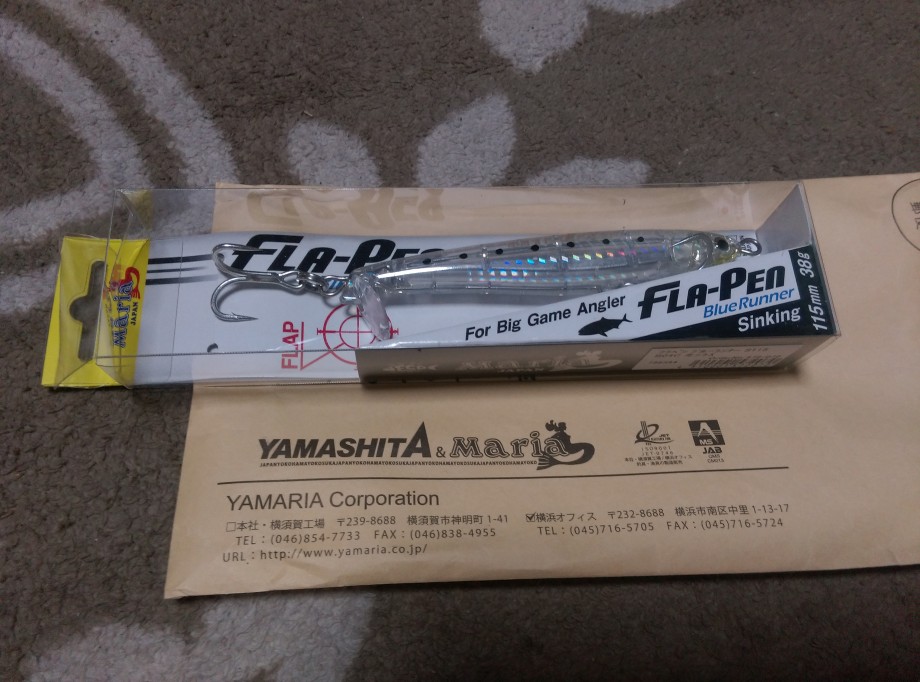 Maria
JAPAN
FLA-PEN
FLAP
For Big Game Angler
FLA-PEN
Blue Runner
Sinking
115mm 38g
YAMASHITA & Maria
YAMARIA Corporation
□本社・横須賀工場 〒239-8688 横須賀市神明町 1-41
TEL：(046)854-7733 FAX：(046)838-4955
URL：http://www.yamaria.co.jp/
☑横浜オフィス 〒232-8688 横浜市南区中里 1-13-17
TEL：(045)716-5705 FAX：(045)716-5724
MS
JAB